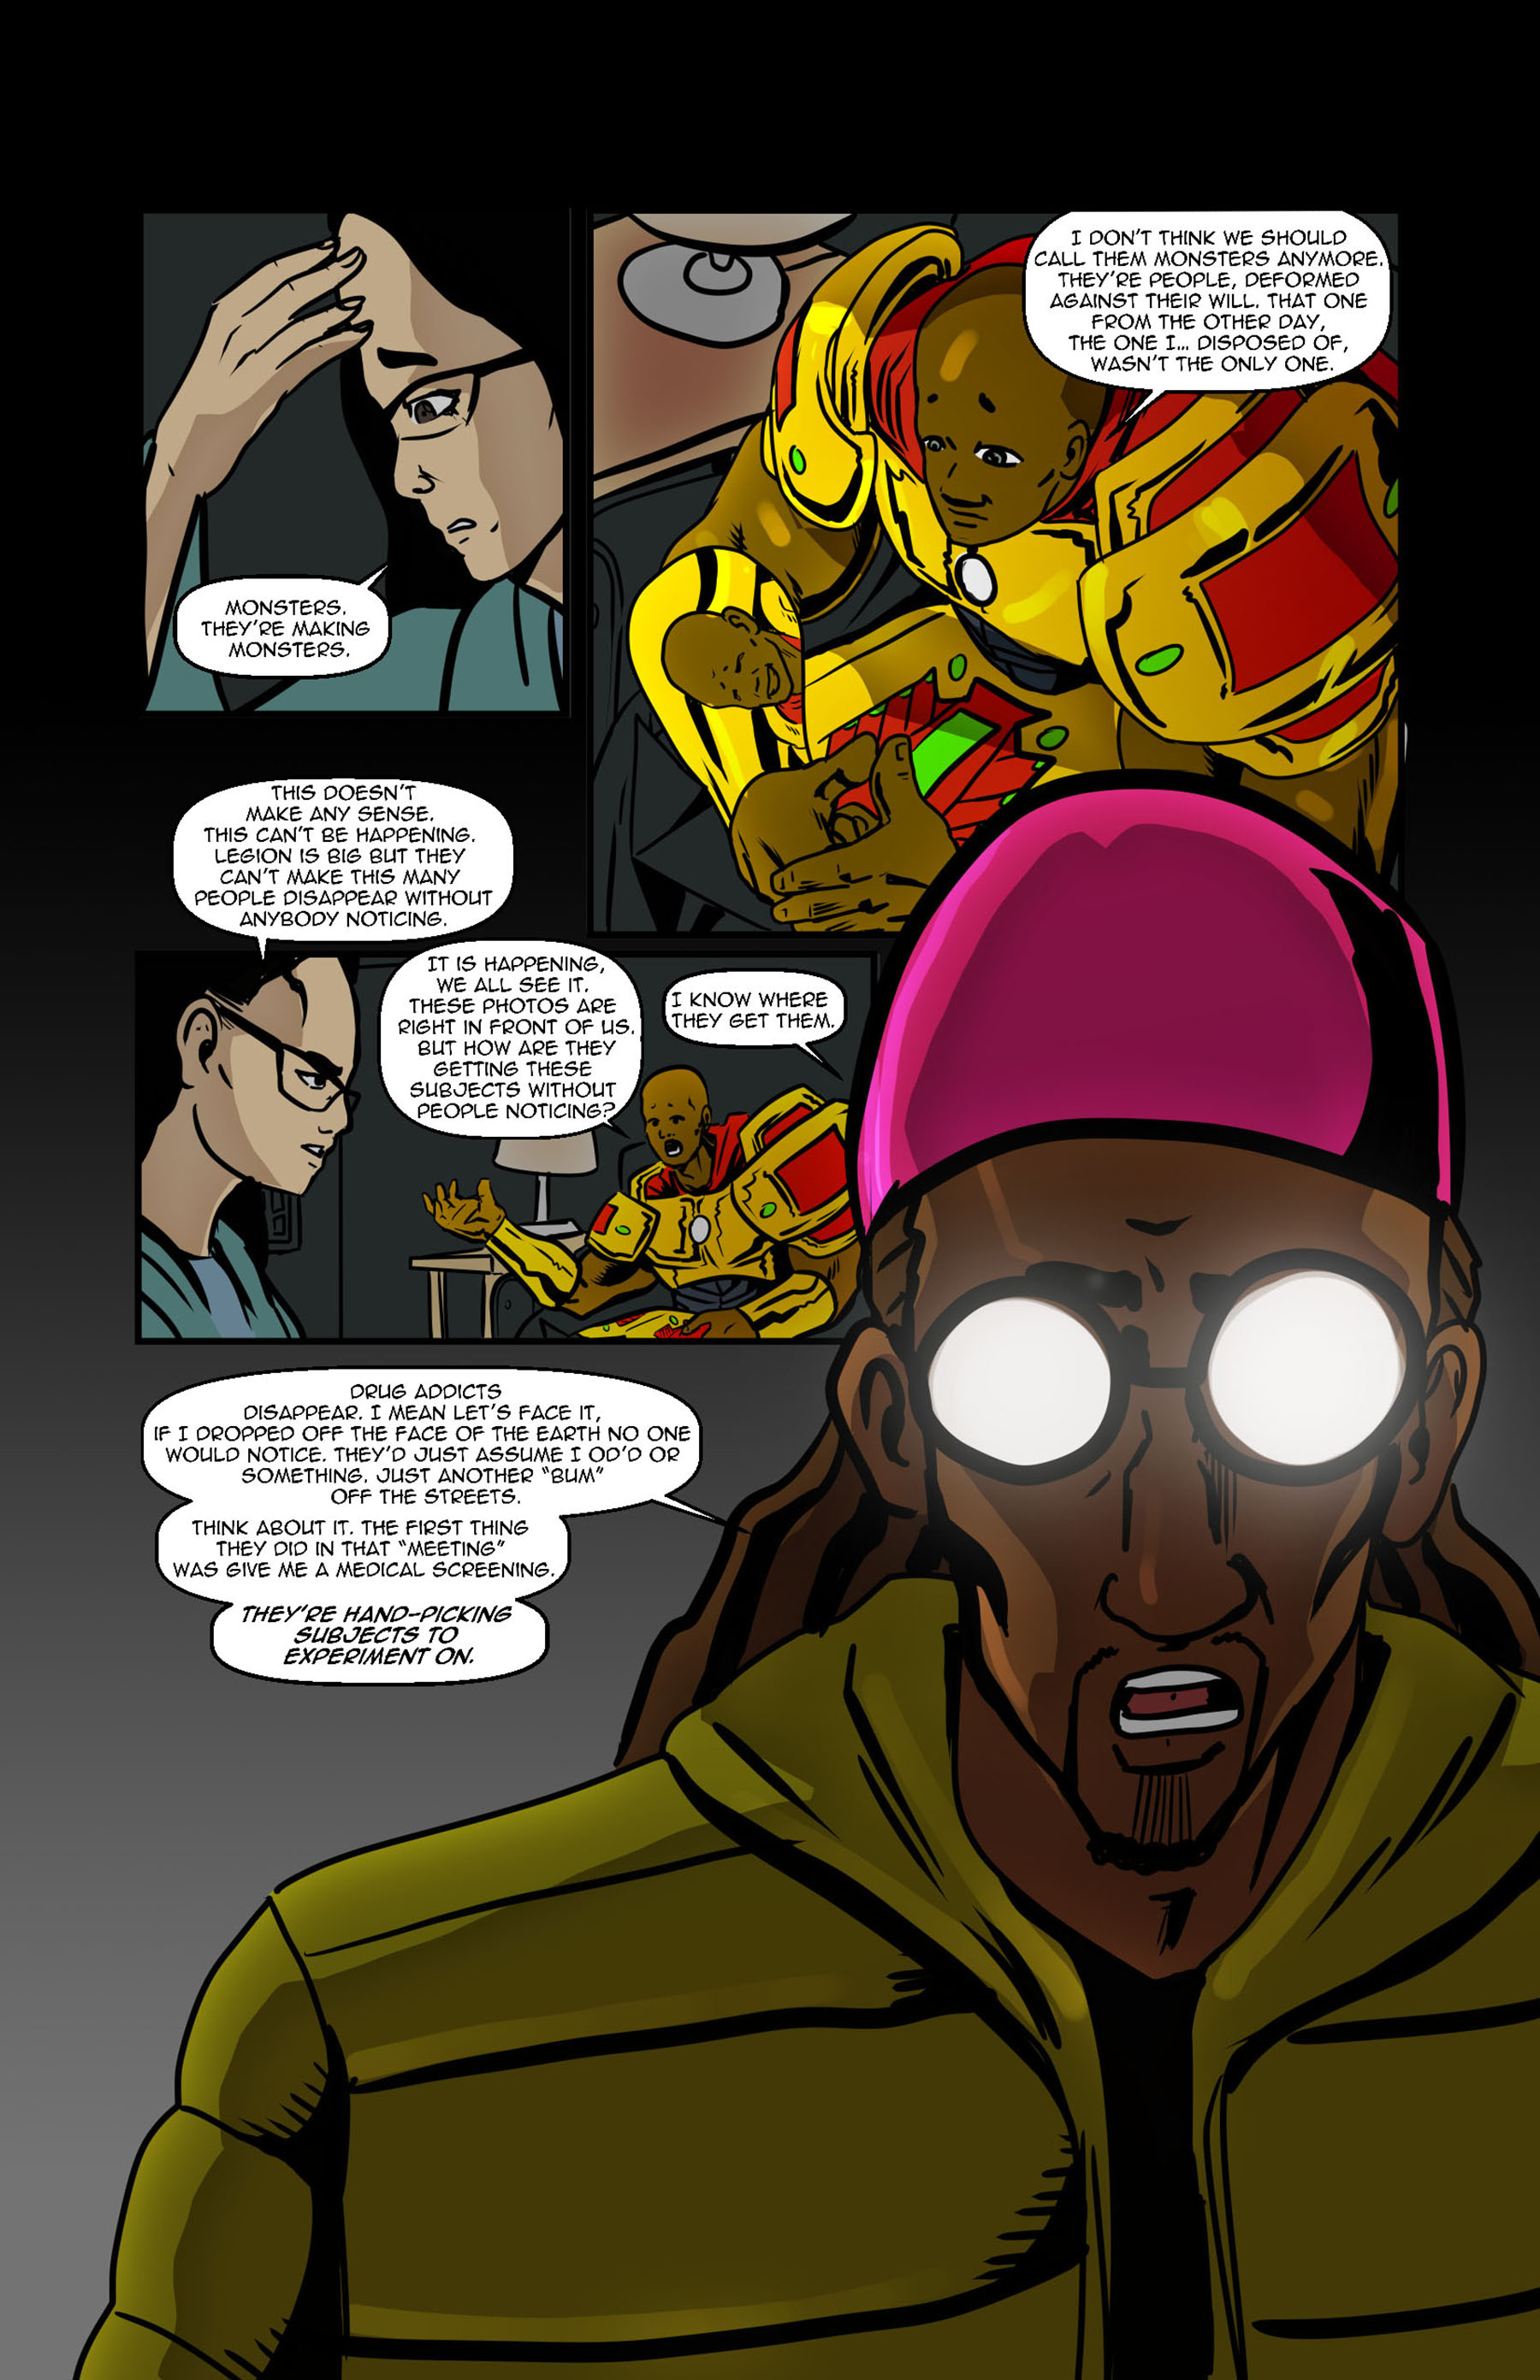 MONSTERS.
THEY'RE MAKING
MONSTERS.
I DON'T THINK WE SHOULD
CALL THEM MONSTERS ANYMORE.
THEY'RE PEOPLE, DEFORMED
AGAINST THEIR WILL. THAT ONE
FROM THE OTHER DAY,
THE ONE I... DISPOSED OF,
WASN'T THE ONLY ONE.
THIS DOESN'T
MAKE ANY SENSE.
THIS CAN'T BE HAPPENING.
LEGION IS BIG BUT THEY
CAN'T MAKE THIS MANY
PEOPLE DISAPPEAR WITHOUT
ANYBODY NOTICING.
IT IS HAPPENING,
WE ALL SEE IT.
THESE PHOTOS ARE
RIGHT IN FRONT OF US.
BUT HOW ARE THEY
GETTING THESE
SUBJECTS WITHOUT
PEOPLE NOTICING?
I KNOW WHERE
THEY GET THEM.
DRUG ADDICTS
DISAPPEAR. I MEAN LET'S FACE IT,
IF I DROPPED OFF THE FACE OF THE EARTH NO ONE
WOULD NOTICE. THEY'D JUST ASSUME I OD'D OR
SOMETHING. JUST ANOTHER "BUM"
OFF THE STREETS.
THINK ABOUT IT. THE FIRST THING
THEY DID IN THAT "MEETING"
WAS GIVE ME A MEDICAL SCREENING.
THEY'RE HAND-PICKING
SUBJECTS TO
EXPERIMENT ON.